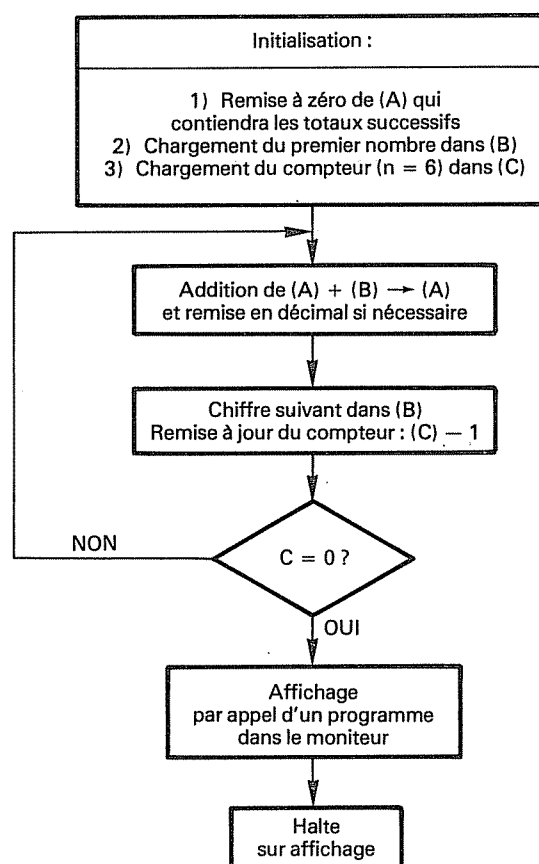 Initialisation :
1) Remise à zéro de (A) qui
contiendra les totaux successifs
2) Chargement du premier nombre dans (B)
3) Chargement du compteur (n = 6) dans (C)
Addition de (A) + (B) → (A)
et remise en décimal si nécessaire
Chiffre suivant dans (B)
Remise à jour du compteur : (C) − 1
NON
C = 0 ?
OUI
Affichage
par appel d'un programme
dans le moniteur
Halte
sur affichage